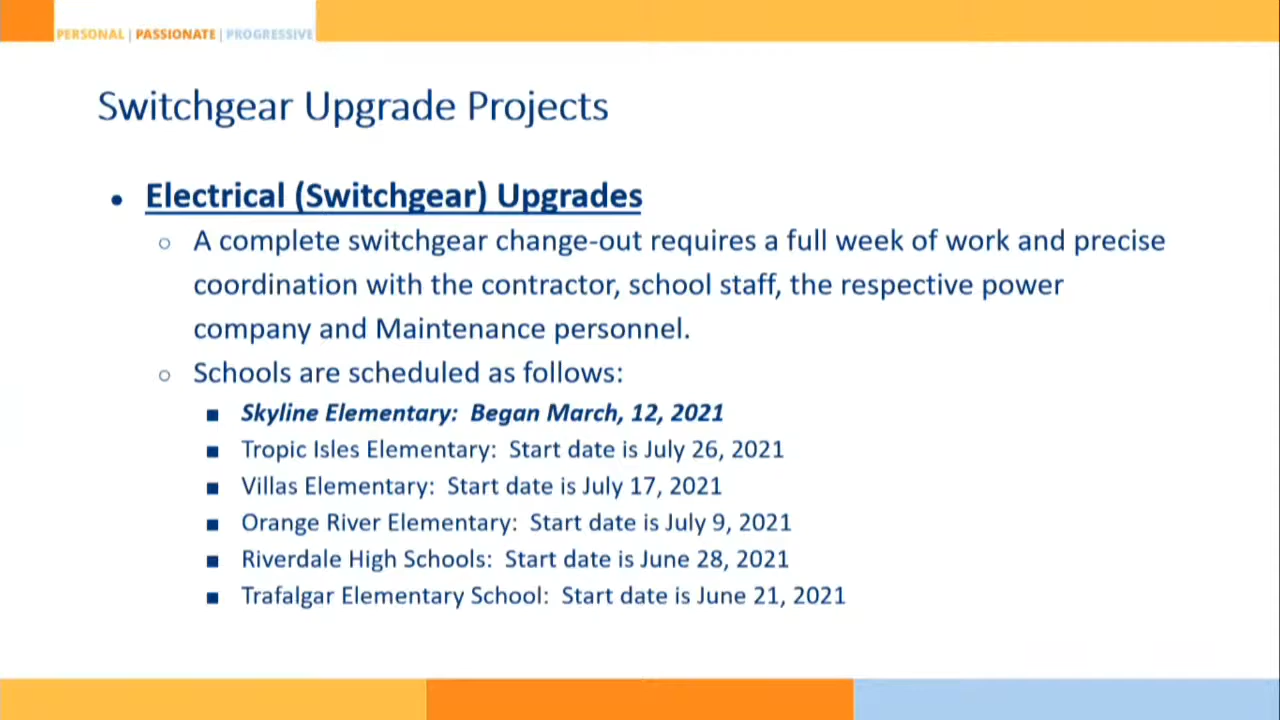 PERSONAL | PASSIONATE | PROGRESSIVE
Switchgear Upgrade Projects
• Electrical (Switchgear) Upgrades
○ A complete switchgear change-out requires a full week of work and precise
coordination with the contractor, school staff, the respective power
company and Maintenance personnel.
○ Schools are scheduled as follows:
■ Skyline Elementary: Began March, 12, 2021
■ Tropic Isles Elementary: Start date is July 26, 2021
■ Villas Elementary: Start date is July 17, 2021
■ Orange River Elementary: Start date is July 9, 2021
■ Riverdale High Schools: Start date is June 28, 2021
■ Trafalgar Elementary School: Start date is June 21, 2021